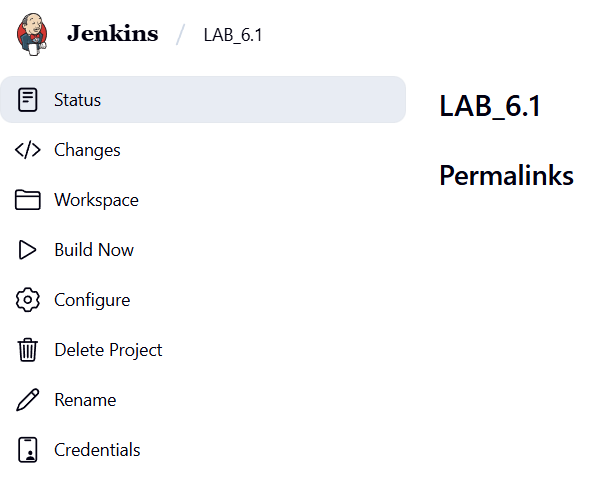 Jenkins / LAB_6.1
Status
Changes
Workspace
Build Now
Configure
Delete Project
Rename
Credentials
LAB_6.1
Permalinks